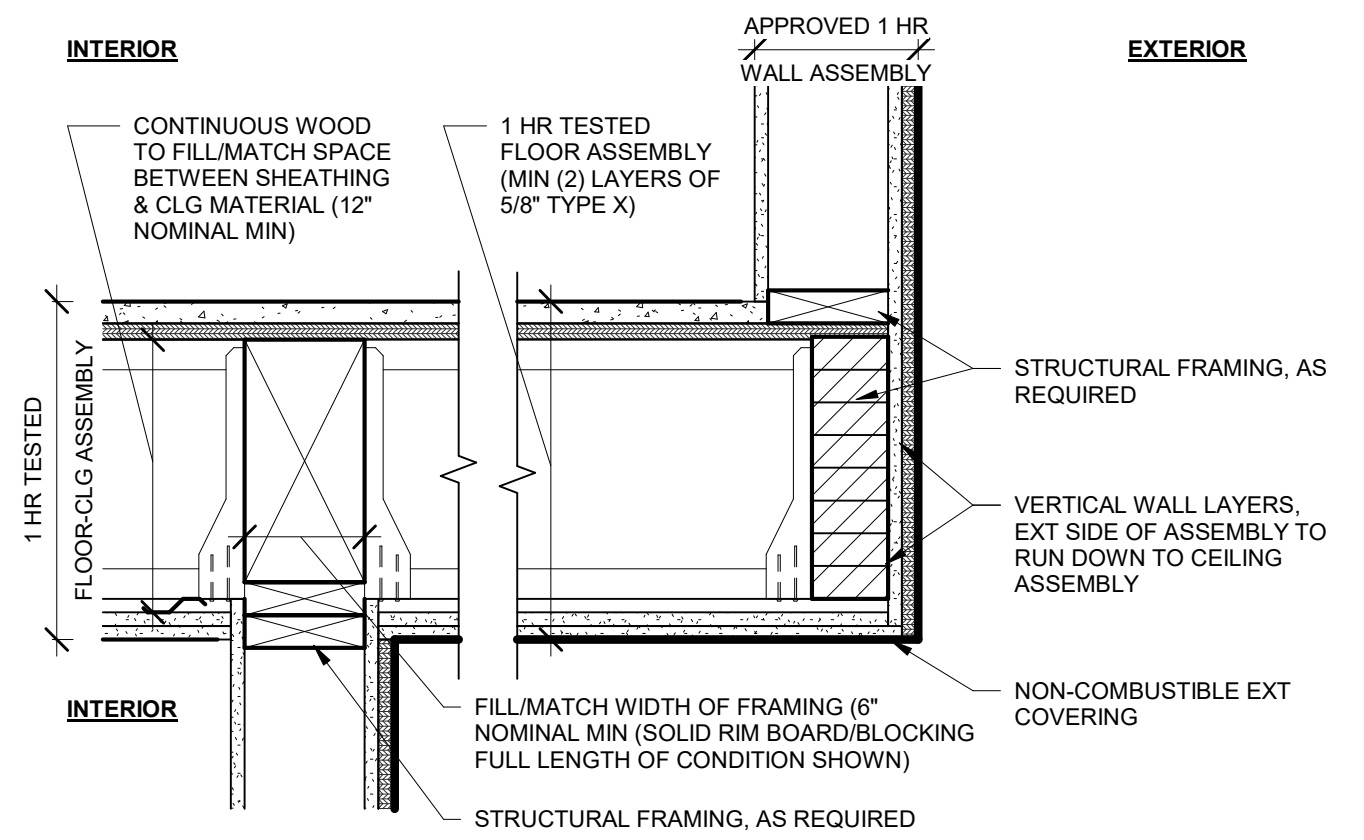 APPROVED 1 HR
WALL ASSEMBLY
INTERIOR
EXTERIOR
CONTINUOUS WOOD
TO FILL/MATCH SPACE
BETWEEN SHEATHING
& CLG MATERIAL (12"
NOMINAL MIN)
1 HR TESTED
FLOOR ASSEMBLY
(MIN (2) LAYERS OF
5/8" TYPE X)
1 HR TESTED
FLOOR-CLG ASSEMBLY
STRUCTURAL FRAMING, AS
REQUIRED
VERTICAL WALL LAYERS,
EXT SIDE OF ASSEMBLY TO
RUN DOWN TO CEILING
ASSEMBLY
NON-COMBUSTIBLE EXT
COVERING
INTERIOR
FILL/MATCH WIDTH OF FRAMING (6"
NOMINAL MIN (SOLID RIM BOARD/BLOCKING
FULL LENGTH OF CONDITION SHOWN)
STRUCTURAL FRAMING, AS REQUIRED